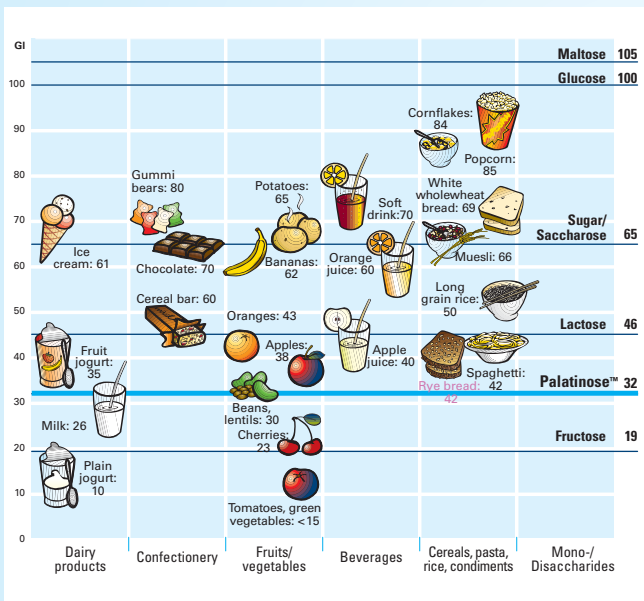 GI
Maltose 105
Glucose 100
100
Cornflakes:
84
90
Popcorn:
85
80
Gummi
bears: 80
Potatoes:
65
White
wholewheat
bread: 69
Soft
drink:70
70
Sugar/
Saccharose 65
Ice
cream: 61
Chocolate: 70
Bananas:
62
Orange
juice: 60
Muesli: 66
60
Cereal bar: 60
Long
grain rice:
50
50
Oranges: 43
Lactose 46
Fruit
jogurt:
35
Apples:
38
Apple
juice: 40
Spaghetti:
42
Rye bread:
42
40
Palatinose™ 32
30
Beans,
lentils: 30
Milk: 26
Cherries:
23
Fructose 19
20
Plain
jogurt:
10
10
Tomatoes, green
vegetables: <15
0
Dairy
products
Confectionery
Fruits/
vegetables
Beverages
Cereals, pasta,
rice, condiments
Mono-/
Disaccharides